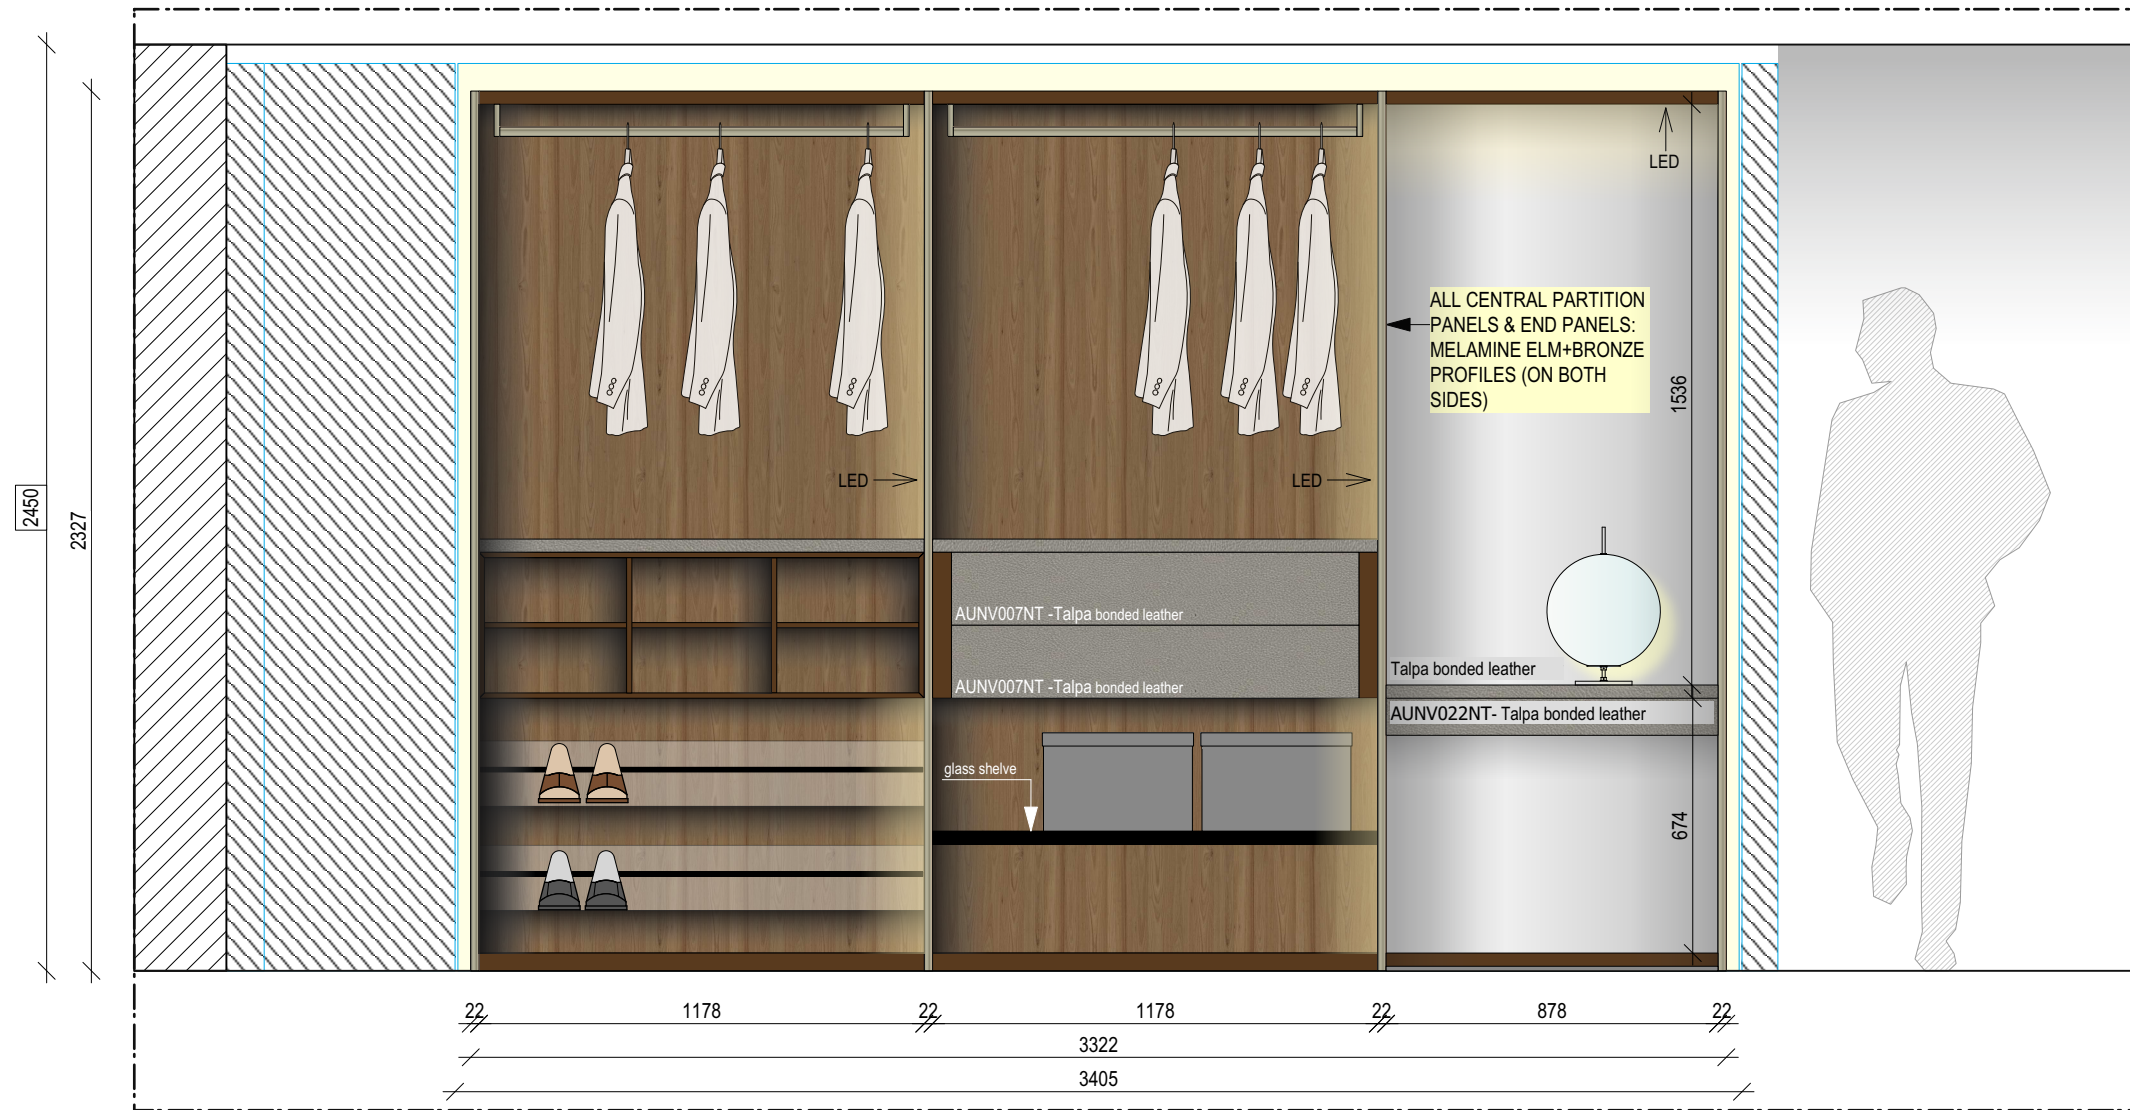 LED
ALL CENTRAL PARTITION
PANELS & END PANELS:
MELAMINE ELM+BRONZE
PROFILES (ON BOTH
SIDES)
1536
LED
LED
2450
2327
AUNV007NT -Talpa bonded leather
Talpa bonded leather
AUNV007NT -Talpa bonded leather
AUNV022NT- Talpa bonded leather
glass shelve
674
22 1178 22 1178 22 878 22
3322
3405